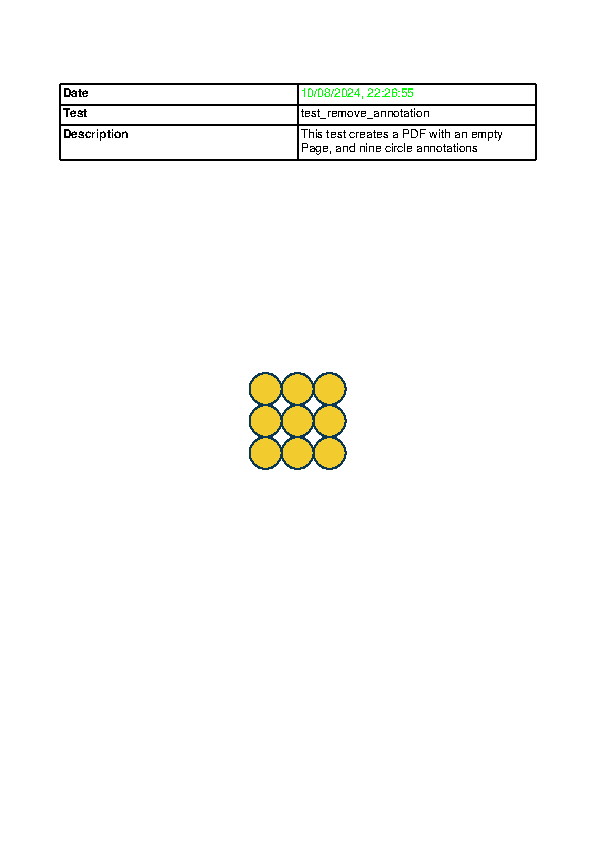 Date 10/08/2024, 22:26:55
Test test_remove_annotation
Description This test creates a PDF with an empty
Page, and nine circle annotations